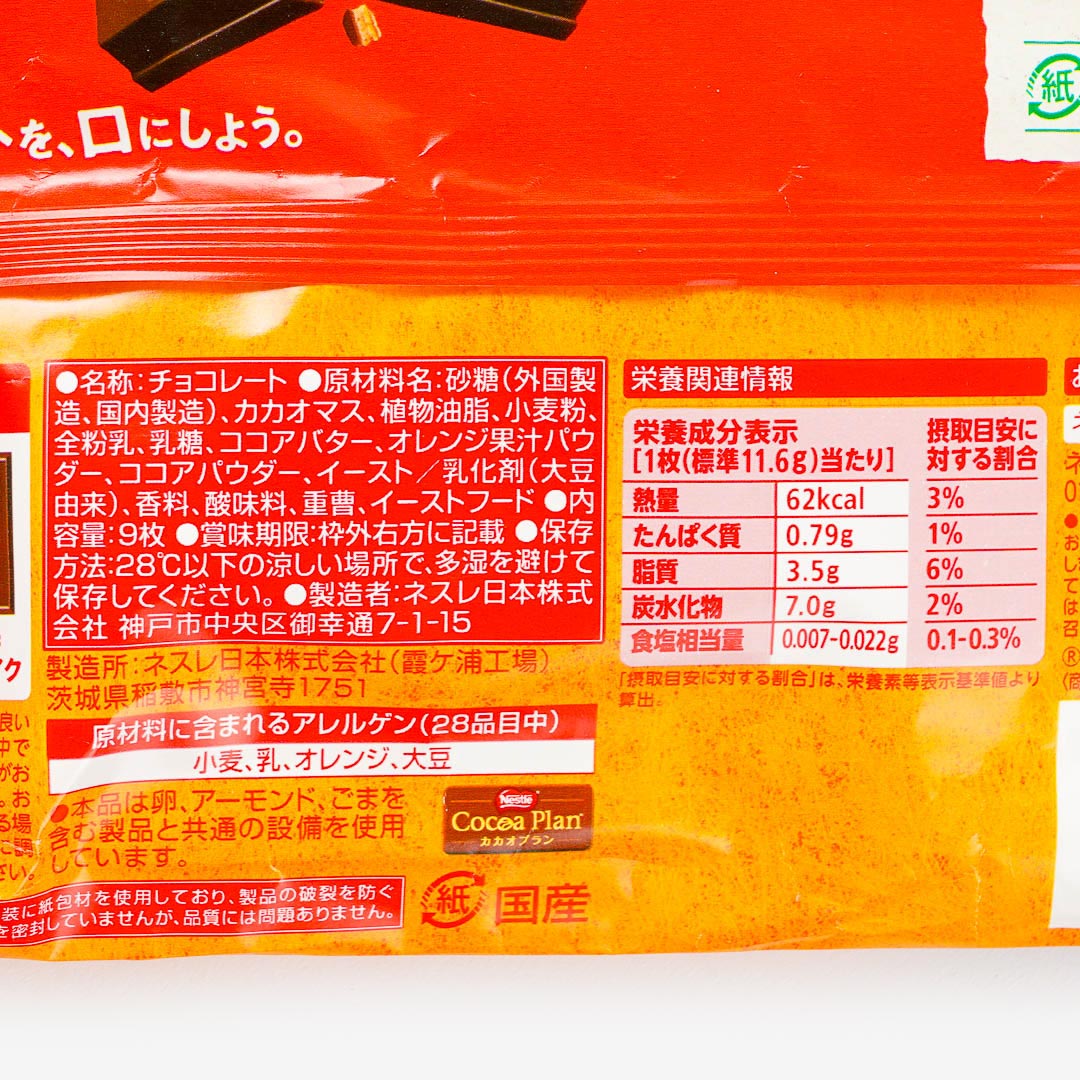 を、口にしよう。
紙
●名称:チョコレート ●原材料名:砂糖(外国製
造、国内製造)、カカオマス、植物油脂、小麦粉、
全粉乳、乳糖、ココアバター、オレンジ果汁パウ
ダー、ココアパウダー、イースト/乳化剤(大豆
由来)、香料、酸味料、重曹、イーストフード ●内
容量:9枚 ●賞味期限:枠外右方に記載 ●保存
方法:28℃以下の涼しい場所で、多湿を避けて
保存してください。 ●製造者:ネスレ日本株式
会社 神戸市中央区御幸通7-1-15
製造所:ネスレ日本株式会社(霞ケ浦工場)
茨城県稲敷市神宮寺1751
原材料に含まれるアレルゲン(28品目中)
小麦、乳、オレンジ、大豆
●本品は卵、アーモンド、ごまを
含む製品と共通の設備を使用
しています。
Nestlé
Cocoa Plan
カカオプラン
装に紙包材を使用しており、製品の破裂を防ぐ
を密封していませんが、品質には問題ありません。
紙 国産
栄養関連情報
栄養成分表示 摂取目安に
[1枚(標準11.6g)当たり] 対する割合
熱量 62kcal 3%
たんぱく質 0.79g 1%
脂質 3.5g 6%
炭水化物 7.0g 2%
食塩相当量 0.007-0.022g 0.1-0.3%
「摂取目安に対する割合」は、栄養素等表示基準値より
算出。